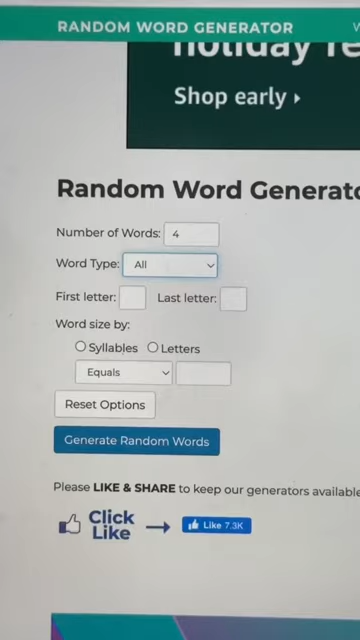 RANDOM WORD GENERATOR
holiday
Shop early
Random Word
Number of Words: 4
Word Type: All
First letter: Last letter:
Word size by:
Syllables Letters
Equals
Reset Options
Generate Random Words
Please LIKE & SHARE to keep our generators available
Click
Like
Like 7.3K